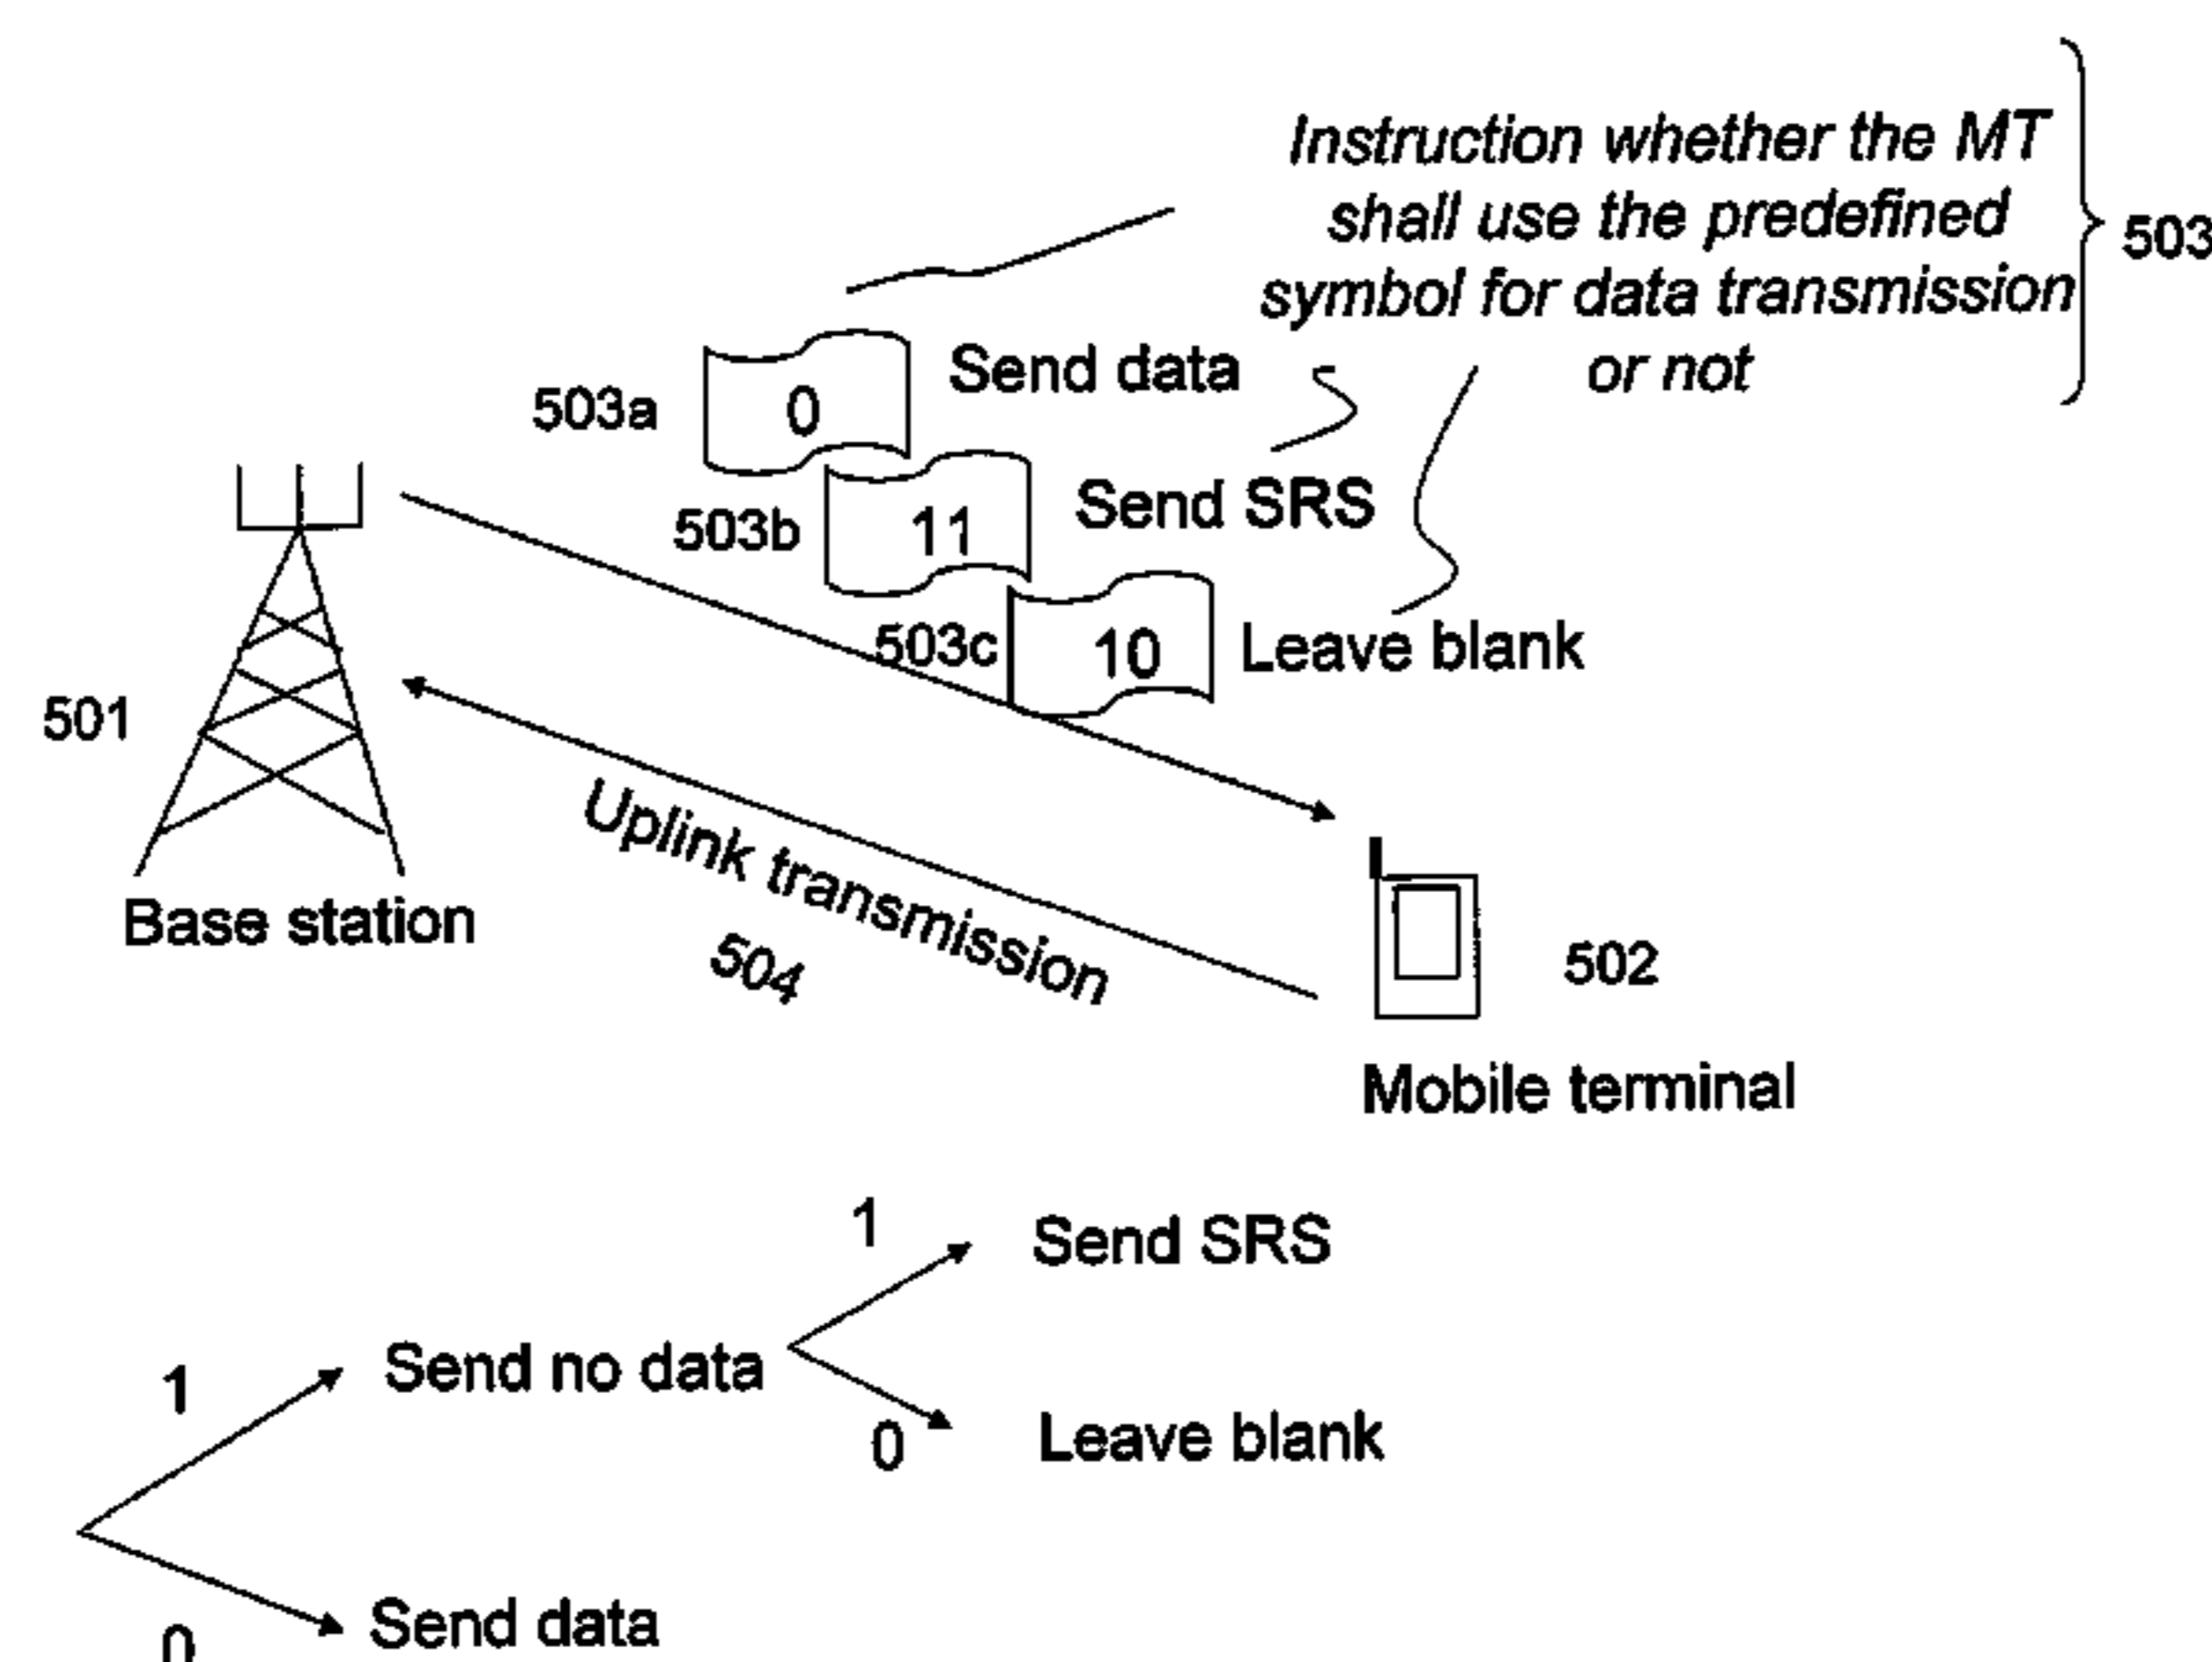 Instruction whether the MT
shall use the predefined
symbol for data transmission
or not
503
503a
0
Send data
503b
11
Send SRS
503c
10
Leave blank
501
Base station
Uplink transmission
504
502
Mobile terminal
1
Send SRS
1
Send no data
0
Leave blank
0
Send data